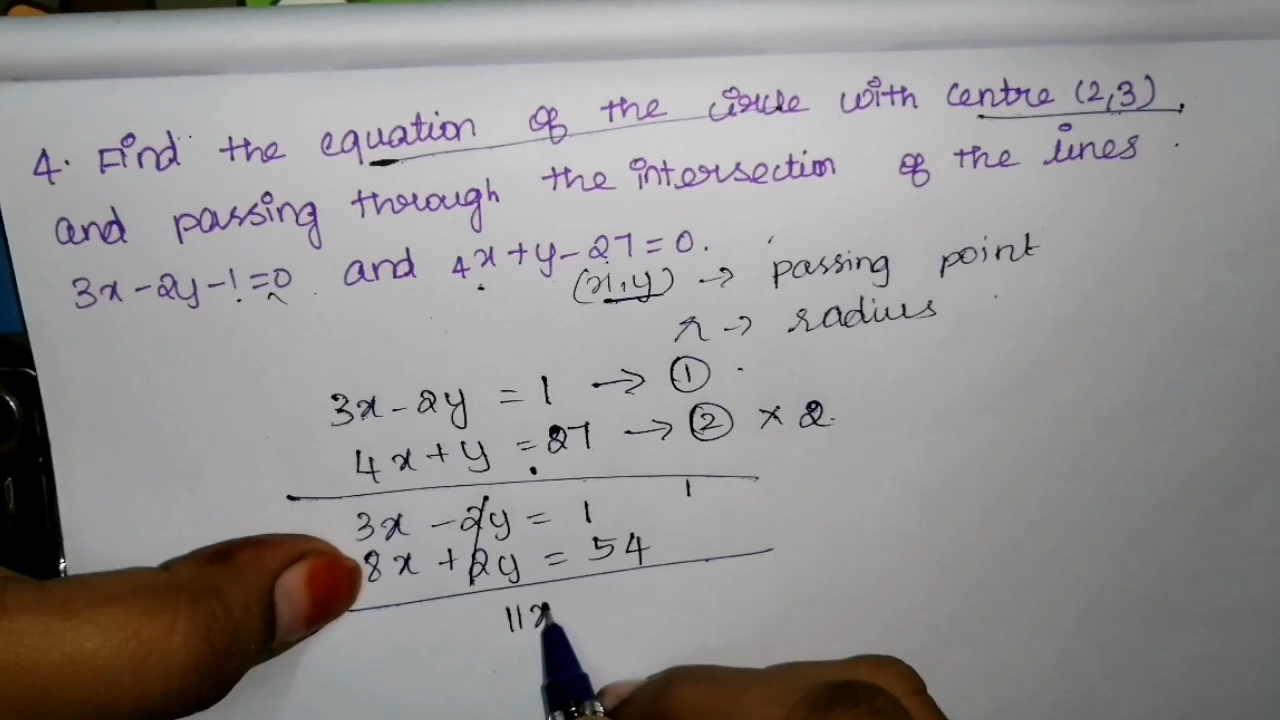 4. Find the equation of the circle with centre (2,3),
and passing through the intersection of the lines.
3x-2y-1=0 and 4x+y-27=0.
(x,y) → passing point
r → radius
3x-2y = 1 → ①
4x+y = 27 → ② × 2
3x-2y = 1
8x+2y = 54
11x